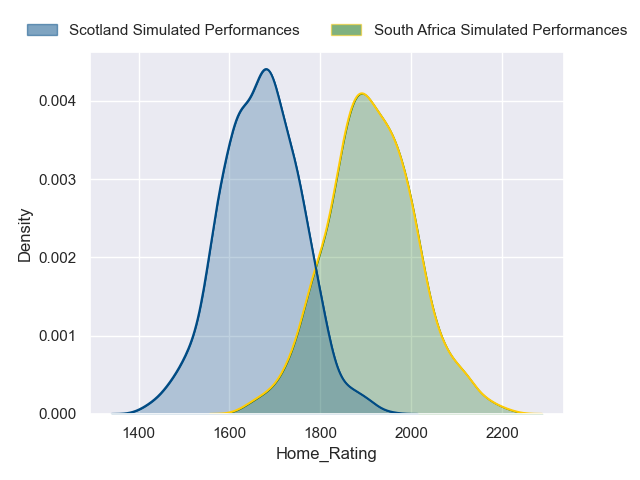 Scotland Simulated Performances South Africa Simulated Performances
0.004
0.003
0.002
0.001
0.000
Density
1400 1600 1800 2000 2200
Home_Rating